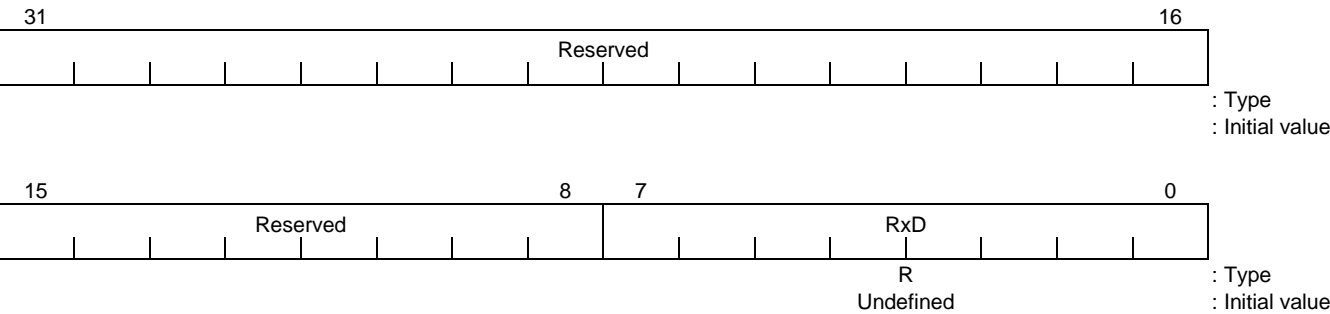 31 16
Reserved
: Type
: Initial value
15 8 7 0
Reserved RxD
R : Type
Undefined : Initial value